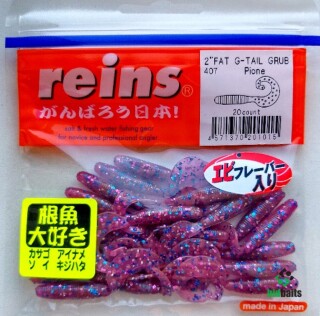 2" FAT G-TAIL GRUB
407 Pione
20count
4571370201015
reins®
がんばろう日本!
salt & fresh water fishing gear
for novice and professional angler
エビフレーバー
入り
根魚
大好き
カサゴ アイナメ
ソイ キジハタ
baits
made in Japan